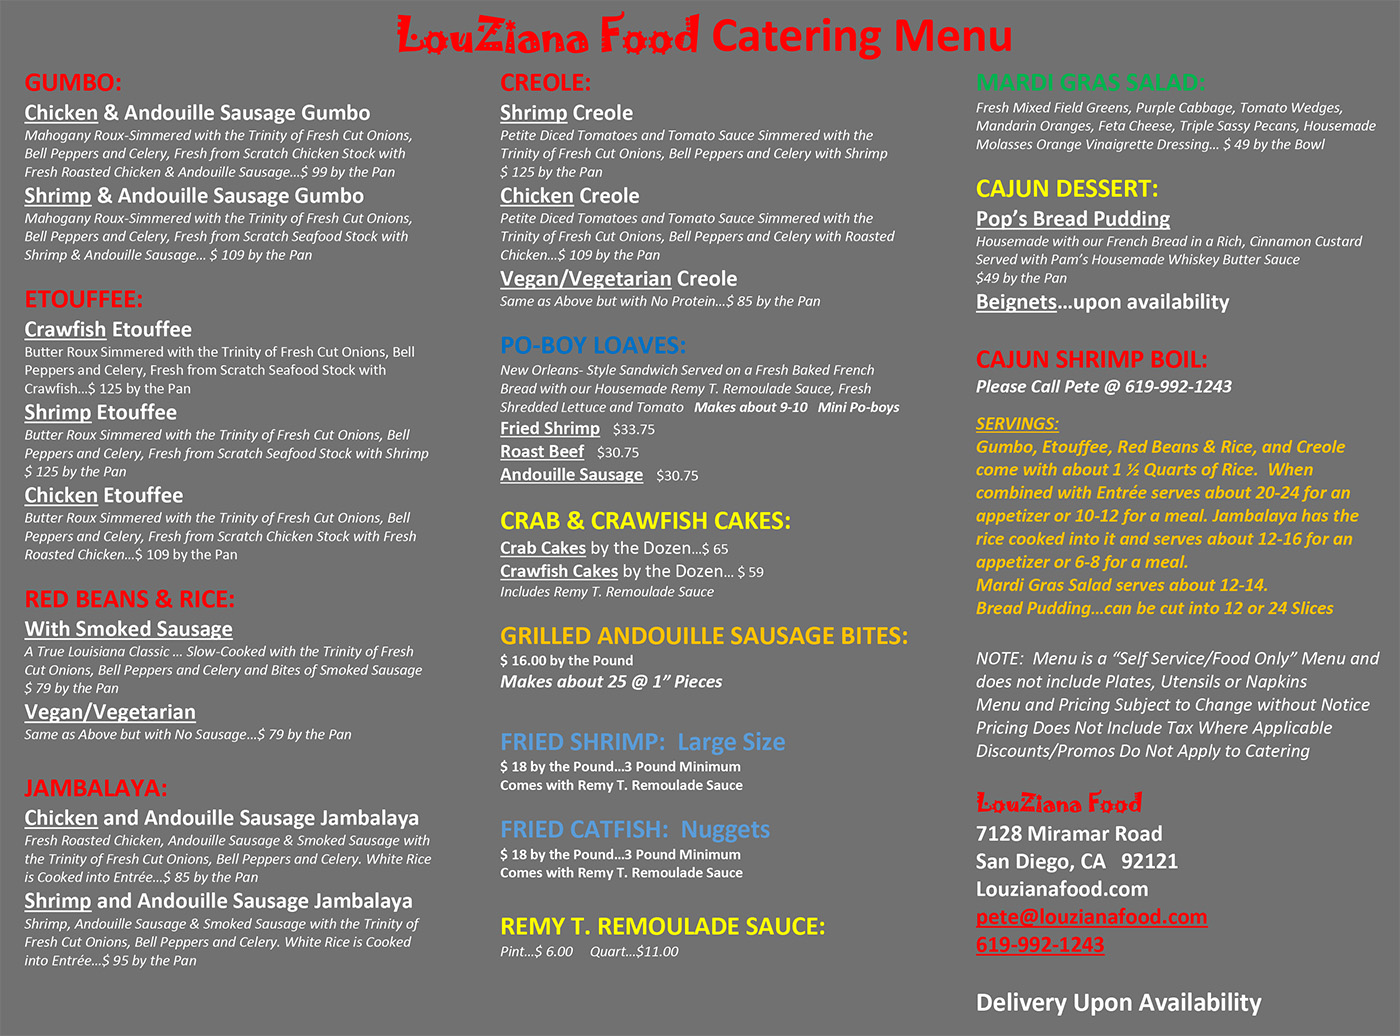 LouZiana Food Catering Menu
GUMBO:
Chicken & Andouille Sausage Gumbo
Mahogany Roux-Simmered with the Trinity of Fresh Cut Onions,
Bell Peppers and Celery, Fresh from Scratch Chicken Stock with
Fresh Roasted Chicken & Andouille Sausage...$ 99 by the Pan
Shrimp & Andouille Sausage Gumbo
Mahogany Roux-Simmered with the Trinity of Fresh Cut Onions,
Bell Peppers and Celery, Fresh from Scratch Seafood Stock with
Shrimp & Andouille Sausage... $ 109 by the Pan
ETOUFFEE:
Crawfish Etouffee
Butter Roux Simmered with the Trinity of Fresh Cut Onions, Bell
Peppers and Celery, Fresh from Scratch Seafood Stock with
Crawfish...$ 125 by the Pan
Shrimp Etouffee
Butter Roux Simmered with the Trinity of Fresh Cut Onions, Bell
Peppers and Celery, Fresh from Scratch Seafood Stock with Shrimp
$ 125 by the Pan
Chicken Etouffee
Butter Roux Simmered with the Trinity of Fresh Cut Onions, Bell
Peppers and Celery, Fresh from Scratch Chicken Stock with Fresh
Roasted Chicken...$ 109 by the Pan
RED BEANS & RICE:
With Smoked Sausage
A True Louisiana Classic ... Slow-Cooked with the Trinity of Fresh
Cut Onions, Bell Peppers and Celery and Bites of Smoked Sausage
$ 79 by the Pan
Vegan/Vegetarian
Same as Above but with No Sausage...$ 79 by the Pan
JAMBALAYA:
Chicken and Andouille Sausage Jambalaya
Fresh Roasted Chicken, Andouille Sausage & Smoked Sausage with
the Trinity of Fresh Cut Onions, Bell Peppers and Celery. White Rice
is Cooked into Entrée...$ 85 by the Pan
Shrimp and Andouille Sausage Jambalaya
Shrimp, Andouille Sausage & Smoked Sausage with the Trinity of
Fresh Cut Onions, Bell Peppers and Celery. White Rice is Cooked
into Entrée...$ 95 by the Pan
CREOLE:
Shrimp Creole
Petite Diced Tomatoes and Tomato Sauce Simmered with the
Trinity of Fresh Cut Onions, Bell Peppers and Celery with Shrimp
$ 125 by the Pan
Chicken Creole
Petite Diced Tomatoes and Tomato Sauce Simmered with the
Trinity of Fresh Cut Onions, Bell Peppers and Celery with Roasted
Chicken...$ 109 by the Pan
Vegan/Vegetarian Creole
Same as Above but with No Protein...$ 85 by the Pan
PO-BOY LOAVES:
New Orleans- Style Sandwich Served on a Fresh Baked French
Bread with our Housemade Remy T. Remoulade Sauce, Fresh
Shredded Lettuce and Tomato Makes about 9-10 Mini Po-boys
Fried Shrimp $33.75
Roast Beef $30.75
Andouille Sausage $30.75
CRAB & CRAWFISH CAKES:
Crab Cakes by the Dozen...$ 65
Crawfish Cakes by the Dozen... $ 59
Includes Remy T. Remoulade Sauce
GRILLED ANDOUILLE SAUSAGE BITES:
$ 16.00 by the Pound
Makes about 25 @ 1” Pieces
FRIED SHRIMP: Large Size
$ 18 by the Pound...3 Pound Minimum
Comes with Remy T. Remoulade Sauce
FRIED CATFISH: Nuggets
$ 18 by the Pound...3 Pound Minimum
Comes with Remy T. Remoulade Sauce
REMY T. REMOULADE SAUCE:
Pint...$ 6.00 Quart...$11.00
MARDI GRAS SALAD:
Fresh Mixed Field Greens, Purple Cabbage, Tomato Wedges,
Mandarin Oranges, Feta Cheese, Triple Sassy Pecans, Housemade
Molasses Orange Vinaigrette Dressing... $ 49 by the Bowl
CAJUN DESSERT:
Pop’s Bread Pudding
Housemade with our French Bread in a Rich, Cinnamon Custard
Served with Pam’s Housemade Whiskey Butter Sauce
$49 by the Pan
Beignets...upon availability
CAJUN SHRIMP BOIL:
Please Call Pete @ 619-992-1243
SERVINGS:
Gumbo, Etouffee, Red Beans & Rice, and Creole
come with about 1 ½ Quarts of Rice. When
combined with Entrée serves about 20-24 for an
appetizer or 10-12 for a meal. Jambalaya has the
rice cooked into it and serves about 12-16 for an
appetizer or 6-8 for a meal.
Mardi Gras Salad serves about 12-14.
Bread Pudding...can be cut into 12 or 24 Slices
NOTE: Menu is a “Self Service/Food Only” Menu and
does not include Plates, Utensils or Napkins
Menu and Pricing Subject to Change without Notice
Pricing Does Not Include Tax Where Applicable
Discounts/Promos Do Not Apply to Catering
LouZiana Food
7128 Miramar Road
San Diego, CA 92121
Louzianafood.com
pete@louzianafood.com
619-992-1243
Delivery Upon Availability